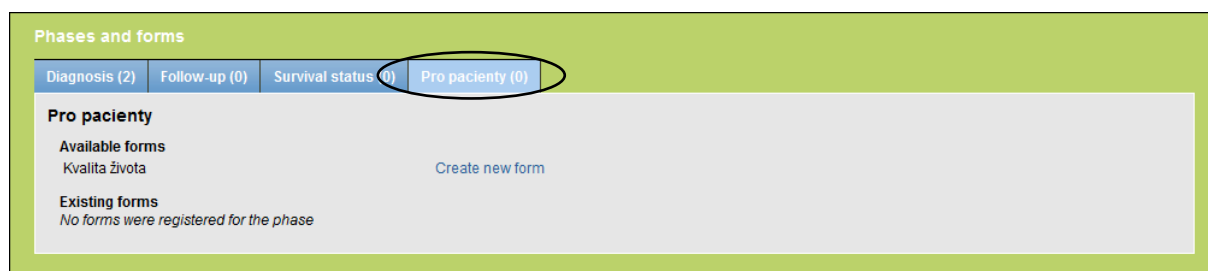 Phases and forms
Diagnosis (2) Follow-up (0) Survival status (0) Pro pacienty (0)
Pro pacienty
Available forms
Kvalita života Create new form
Existing forms
No forms were registered for the phase